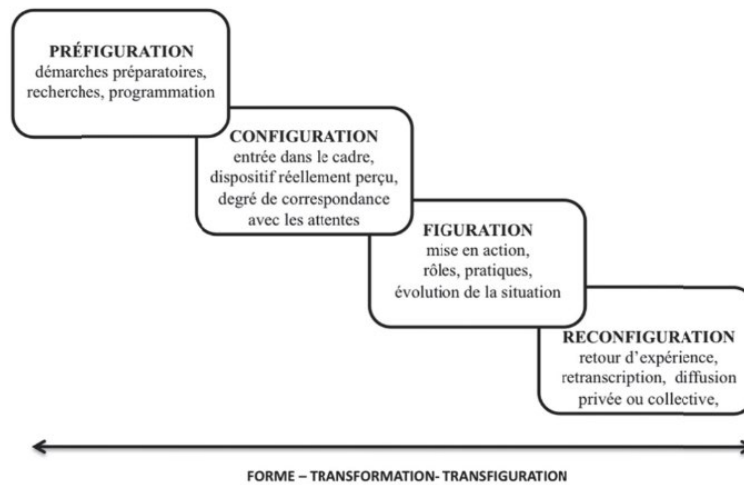 PRÉFIGURATION
démarches préparatoires,
recherches, programmation
CONFIGURATION
entrée dans le cadre,
dispositif réellement perçu,
degré de correspondance
avec les attentes
FIGURATION
mise en action,
rôles, pratiques,
évolution de la situation
RECONFIGURATION
retour d’expérience,
retranscription, diffusion
privée ou collective,
FORME – TRANSFORMATION- TRANSFIGURATION